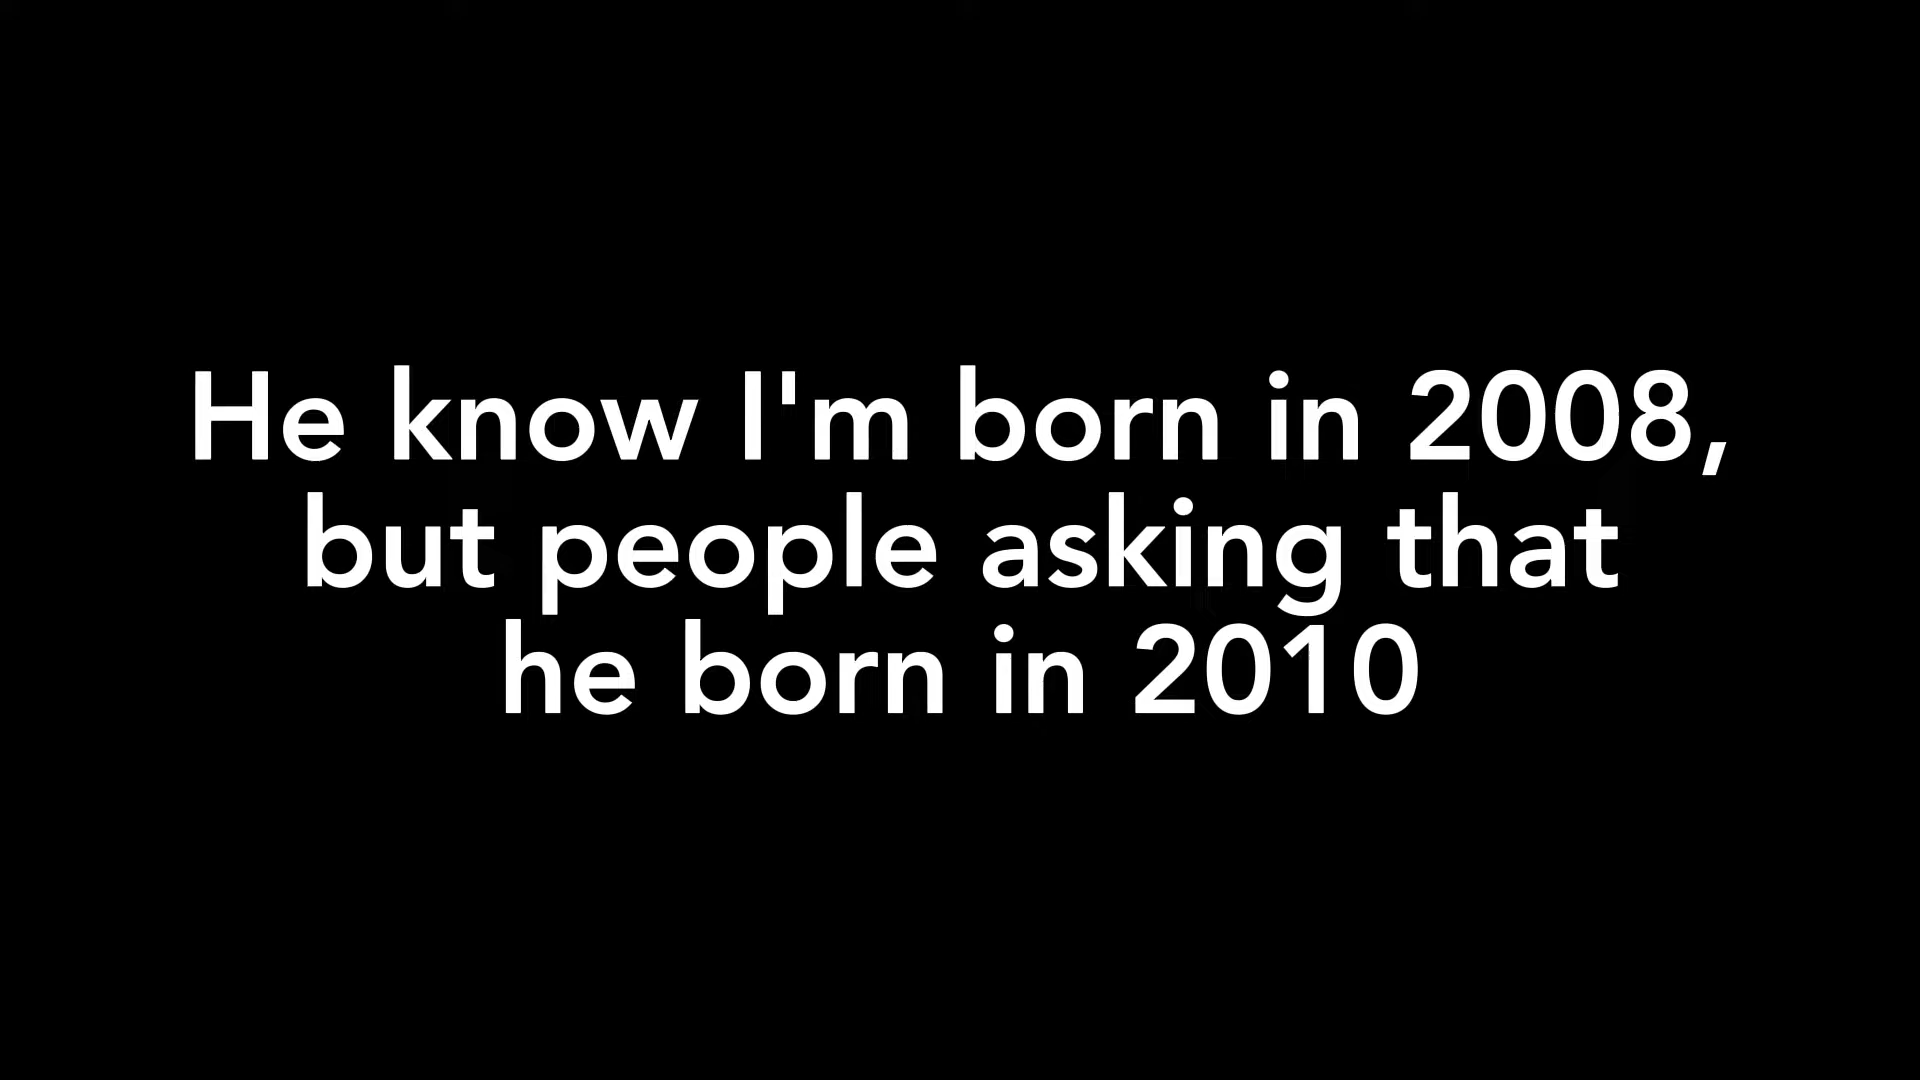 He know I'm born in 2008,
but people asking that
he born in 2010